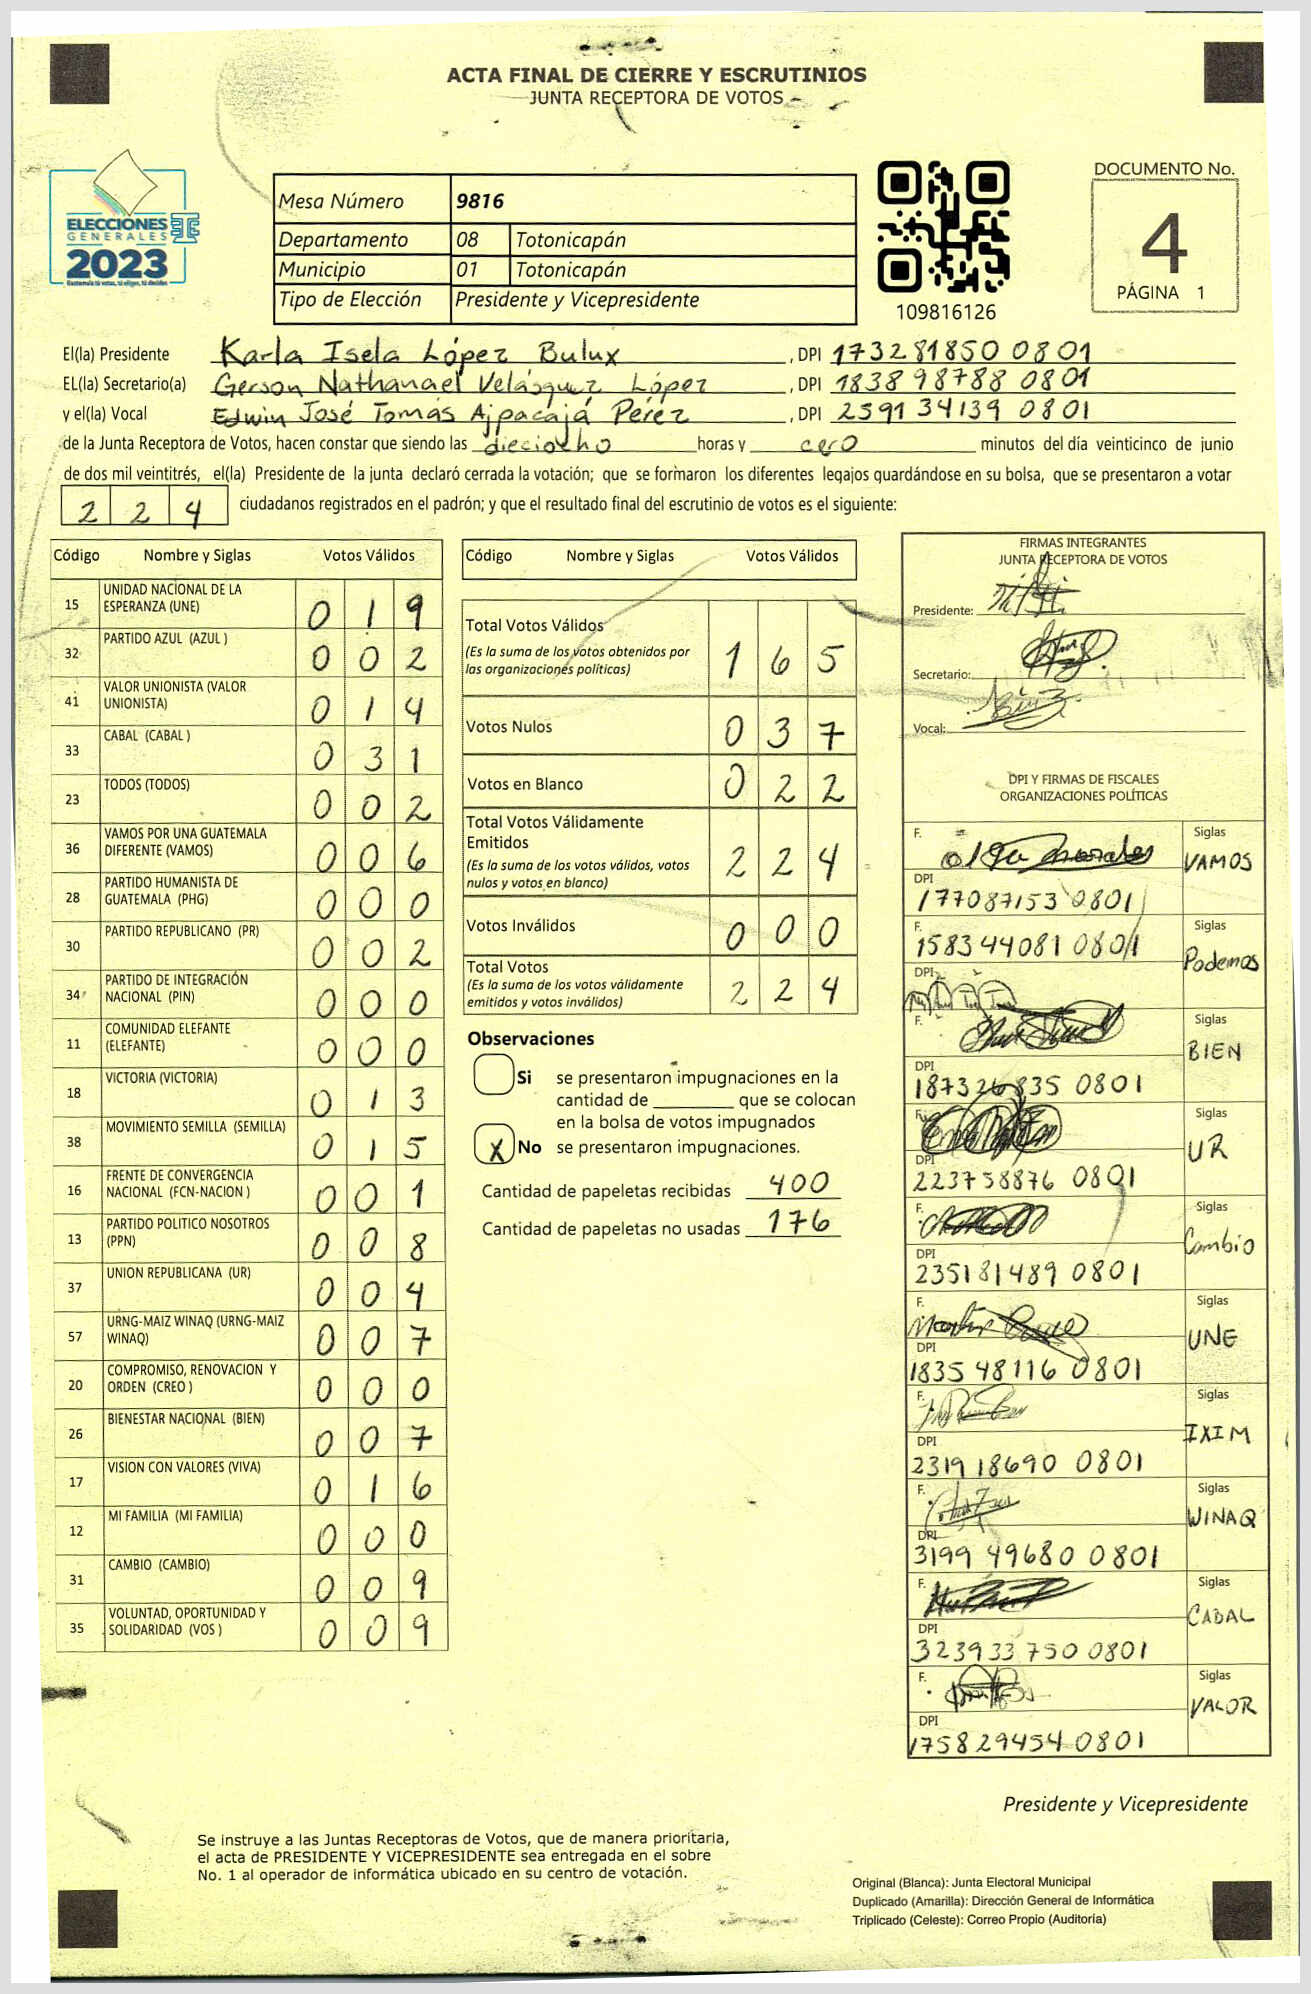 ACTA FINAL DE CIERRE Y ESCRUTINIOS
JUNTA RECEPTORA DE VOTOS
ELECCIONES
GENERALES
2023
Guatemala tú votas, tú eliges, tú decides
Mesa Número 9816
Departamento 08 Totonicapán
Municipio 01 Totonicapán
Tipo de Elección Presidente y Vicepresidente
109816126
DOCUMENTO No.
4
PÁGINA 1
El(la) Presidente Karla Isela López Bulux, DPI 173281850 0801
EL(la) Secretario(a) Gerson Nathanael Velásquez López, DPI 1838 98788 0801
y el(la) Vocal Edwin José Tomás Ajpacajá Pérez, DPI 2591 34139 0801
de la Junta Receptora de Votos, hacen constar que siendo las dieciocho horas y cero minutos del día veinticinco de junio
de dos mil veintitrés, el(la) Presidente de la junta declaró cerrada la votación; que se formaron los diferentes legajos guardándose en su bolsa, que se presentaron a votar
2 2 4 ciudadanos registrados en el padrón; y que el resultado final del escrutinio de votos es el siguiente:
Código Nombre y Siglas Votos Válidos
15 UNIDAD NACIONAL DE LA ESPERANZA (UNE) 0 1 9
32 PARTIDO AZUL (AZUL ) 0 0 2
41 VALOR UNIONISTA (VALOR UNIONISTA) 0 1 4
33 CABAL (CABAL ) 0 3 1
23 TODOS (TODOS) 0 0 2
36 VAMOS POR UNA GUATEMALA DIFERENTE (VAMOS) 0 0 6
28 PARTIDO HUMANISTA DE GUATEMALA (PHG) 0 0 0
30 PARTIDO REPUBLICANO (PR) 0 0 2
34 PARTIDO DE INTEGRACIÓN NACIONAL (PIN) 0 0 0
11 COMUNIDAD ELEFANTE (ELEFANTE) 0 0 0
18 VICTORIA (VICTORIA) 0 1 3
38 MOVIMIENTO SEMILLA (SEMILLA) 0 1 5
16 FRENTE DE CONVERGENCIA NACIONAL (FCN-NACION ) 0 0 1
13 PARTIDO POLITICO NOSOTROS (PPN) 0 0 8
37 UNION REPUBLICANA (UR) 0 0 4
57 URNG-MAIZ WINAQ (URNG-MAIZ WINAQ) 0 0 7
20 COMPROMISO, RENOVACION Y ORDEN (CREO ) 0 0 0
26 BIENESTAR NACIONAL (BIEN) 0 0 7
17 VISION CON VALORES (VIVA) 0 1 6
12 MI FAMILIA (MI FAMILIA) 0 0 0
31 CAMBIO (CAMBIO) 0 0 9
35 VOLUNTAD, OPORTUNIDAD Y SOLIDARIDAD (VOS ) 0 0 9
Código Nombre y Siglas Votos Válidos
Total Votos Válidos 1 6 5
(Es la suma de los votos obtenidos por
las organizaciones políticas)
Votos Nulos 0 3 7
Votos en Blanco 0 2 2
Total Votos Válidamente
Emitidos 2 2 4
(Es la suma de los votos válidos, votos
nulos y votos en blanco)
Votos Inválidos 0 0 0
Total Votos 2 2 4
(Es la suma de los votos válidamente
emitidos y votos inválidos)
Observaciones
Si se presentaron impugnaciones en la
cantidad de ________ que se colocan
en la bolsa de votos impugnados
X No se presentaron impugnaciones.
Cantidad de papeletas recibidas 400
Cantidad de papeletas no usadas 176
FIRMAS INTEGRANTES
JUNTA RECEPTORA DE VOTOS
Presidente:
Secretario:
Vocal:
DPI Y FIRMAS DE FISCALES
ORGANIZACIONES POLÍTICAS
F. Olga Morales Siglas VAMOS
DPI 177087153 0801
F. 1583 44081 0801 Siglas Podemos
DPI
F. Siglas BIEN
DPI 187326835 0801
F. Siglas UR
DPI 223758876 0801
F. Siglas Cambio
DPI 235181489 0801
F. Siglas UNE
DPI 1835 48116 0801
F. Siglas IXIM
DPI 2319 18690 0801
F. Siglas WINAQ
DPI 3199 49680 0801
F. Siglas CABAL
DPI 323933750 0801
F. Siglas VALOR
DPI 1758 29454 0801
Presidente y Vicepresidente
Se instruye a las Juntas Receptoras de Votos, que de manera prioritaria,
el acta de PRESIDENTE Y VICEPRESIDENTE sea entregada en el sobre
No. 1 al operador de informática ubicado en su centro de votación.
Original (Blanca): Junta Electoral Municipal
Duplicado (Amarilla): Dirección General de Informática
Triplicado (Celeste): Correo Propio (Auditoría)